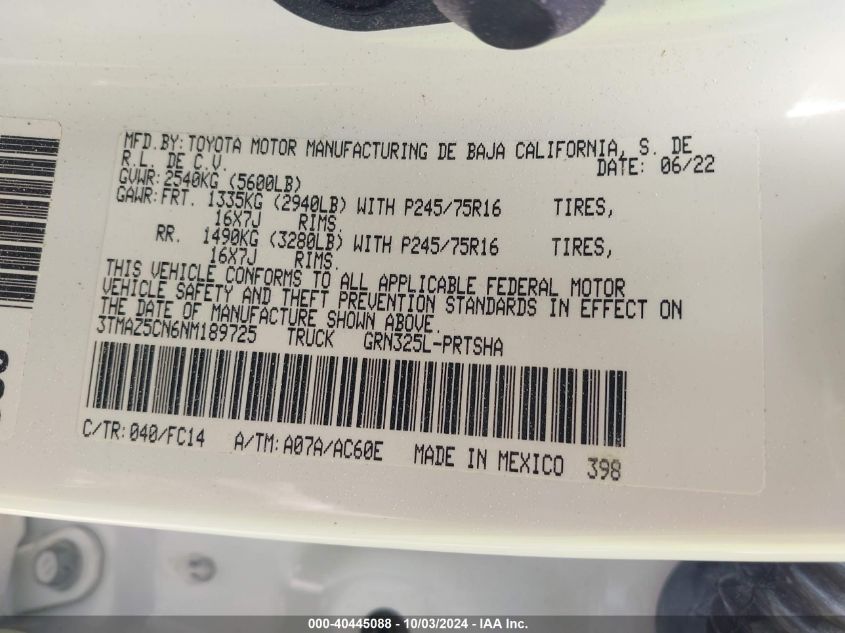 MFD.BY:TOYOTA MOTOR MANUFACTURING DE BAJA CALIFORNIA, S. DE
R.L. DE C.V. DATE: 06/22
GVWR:2540KG (5600LB)
GAWR:FRT. 1335KG (2940LB) WITH P245/75R16 TIRES,
16X7J RIMS.
RR. 1490KG (3280LB) WITH P245/75R16 TIRES,
16X7J RIMS.
THIS VEHICLE CONFORMS TO ALL APPLICABLE FEDERAL MOTOR
VEHICLE SAFETY AND THEFT PREVENTION STANDARDS IN EFFECT ON
THE DATE OF MANUFACTURE SHOWN ABOVE.
3TMAZ5CN6NM189725 TRUCK GRN325L-PRTSHA
C/TR:040/FC14 A/TM:A07A/AC60E MADE IN MEXICO 398
000-40445088 - 10/03/2024 - IAA Inc.